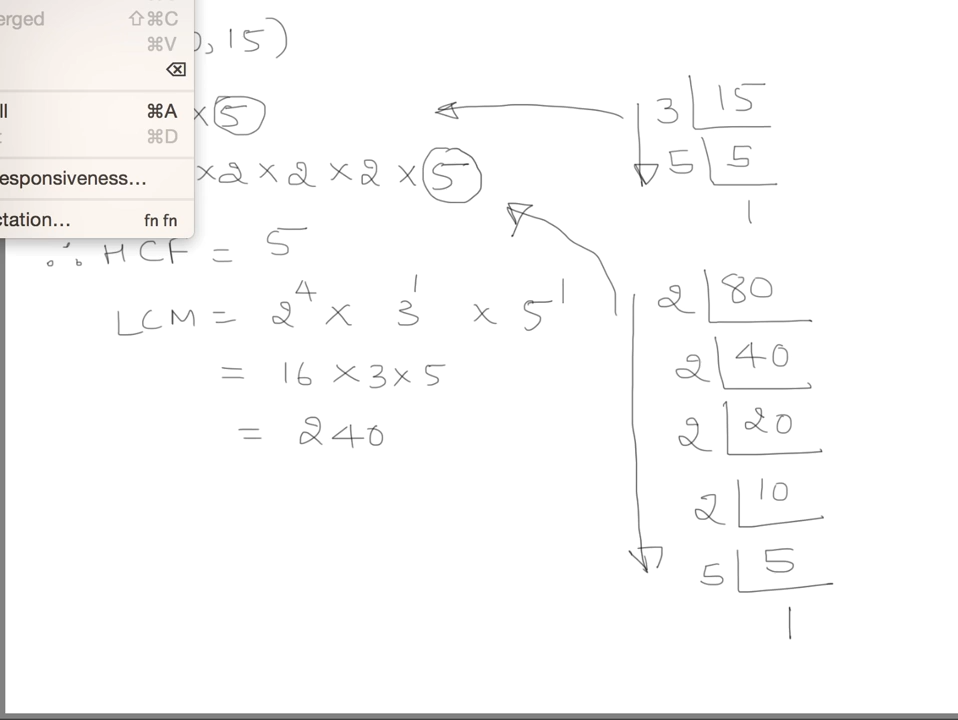 erged ⇧⌘C
⌘V
⌫
ll ⌘A
⌘D
esponsiveness...
ctation... fn fn
, 15)
× 5
× 2 × 2 × 2 × 5
∴ HCF = 5
LCM = 2⁴ × 3¹ × 5¹
= 16 × 3 × 5
= 240
3 | 15
5 | 5
1
2 | 80
2 | 40
2 | 20
2 | 10
5 | 5
1